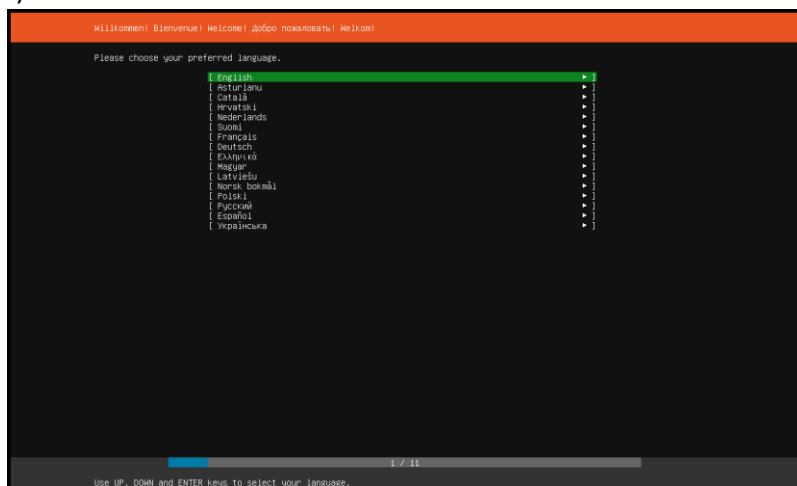 Willkommen! Bienvenue! Welcome! Добро пожаловать! Welkom!
Please choose your preferred language.
[ English ► ]
[ Asturianu ► ]
[ Català ► ]
[ Hrvatski ► ]
[ Nederlands ► ]
[ Suomi ► ]
[ Français ► ]
[ Deutsch ► ]
[ Ελληνικά ► ]
[ Magyar ► ]
[ Latviešu ► ]
[ Norsk bokmål ► ]
[ Polski ► ]
[ Русский ► ]
[ Español ► ]
[ Українська ► ]
1 / 11
Use UP, DOWN and ENTER keys to select your language.